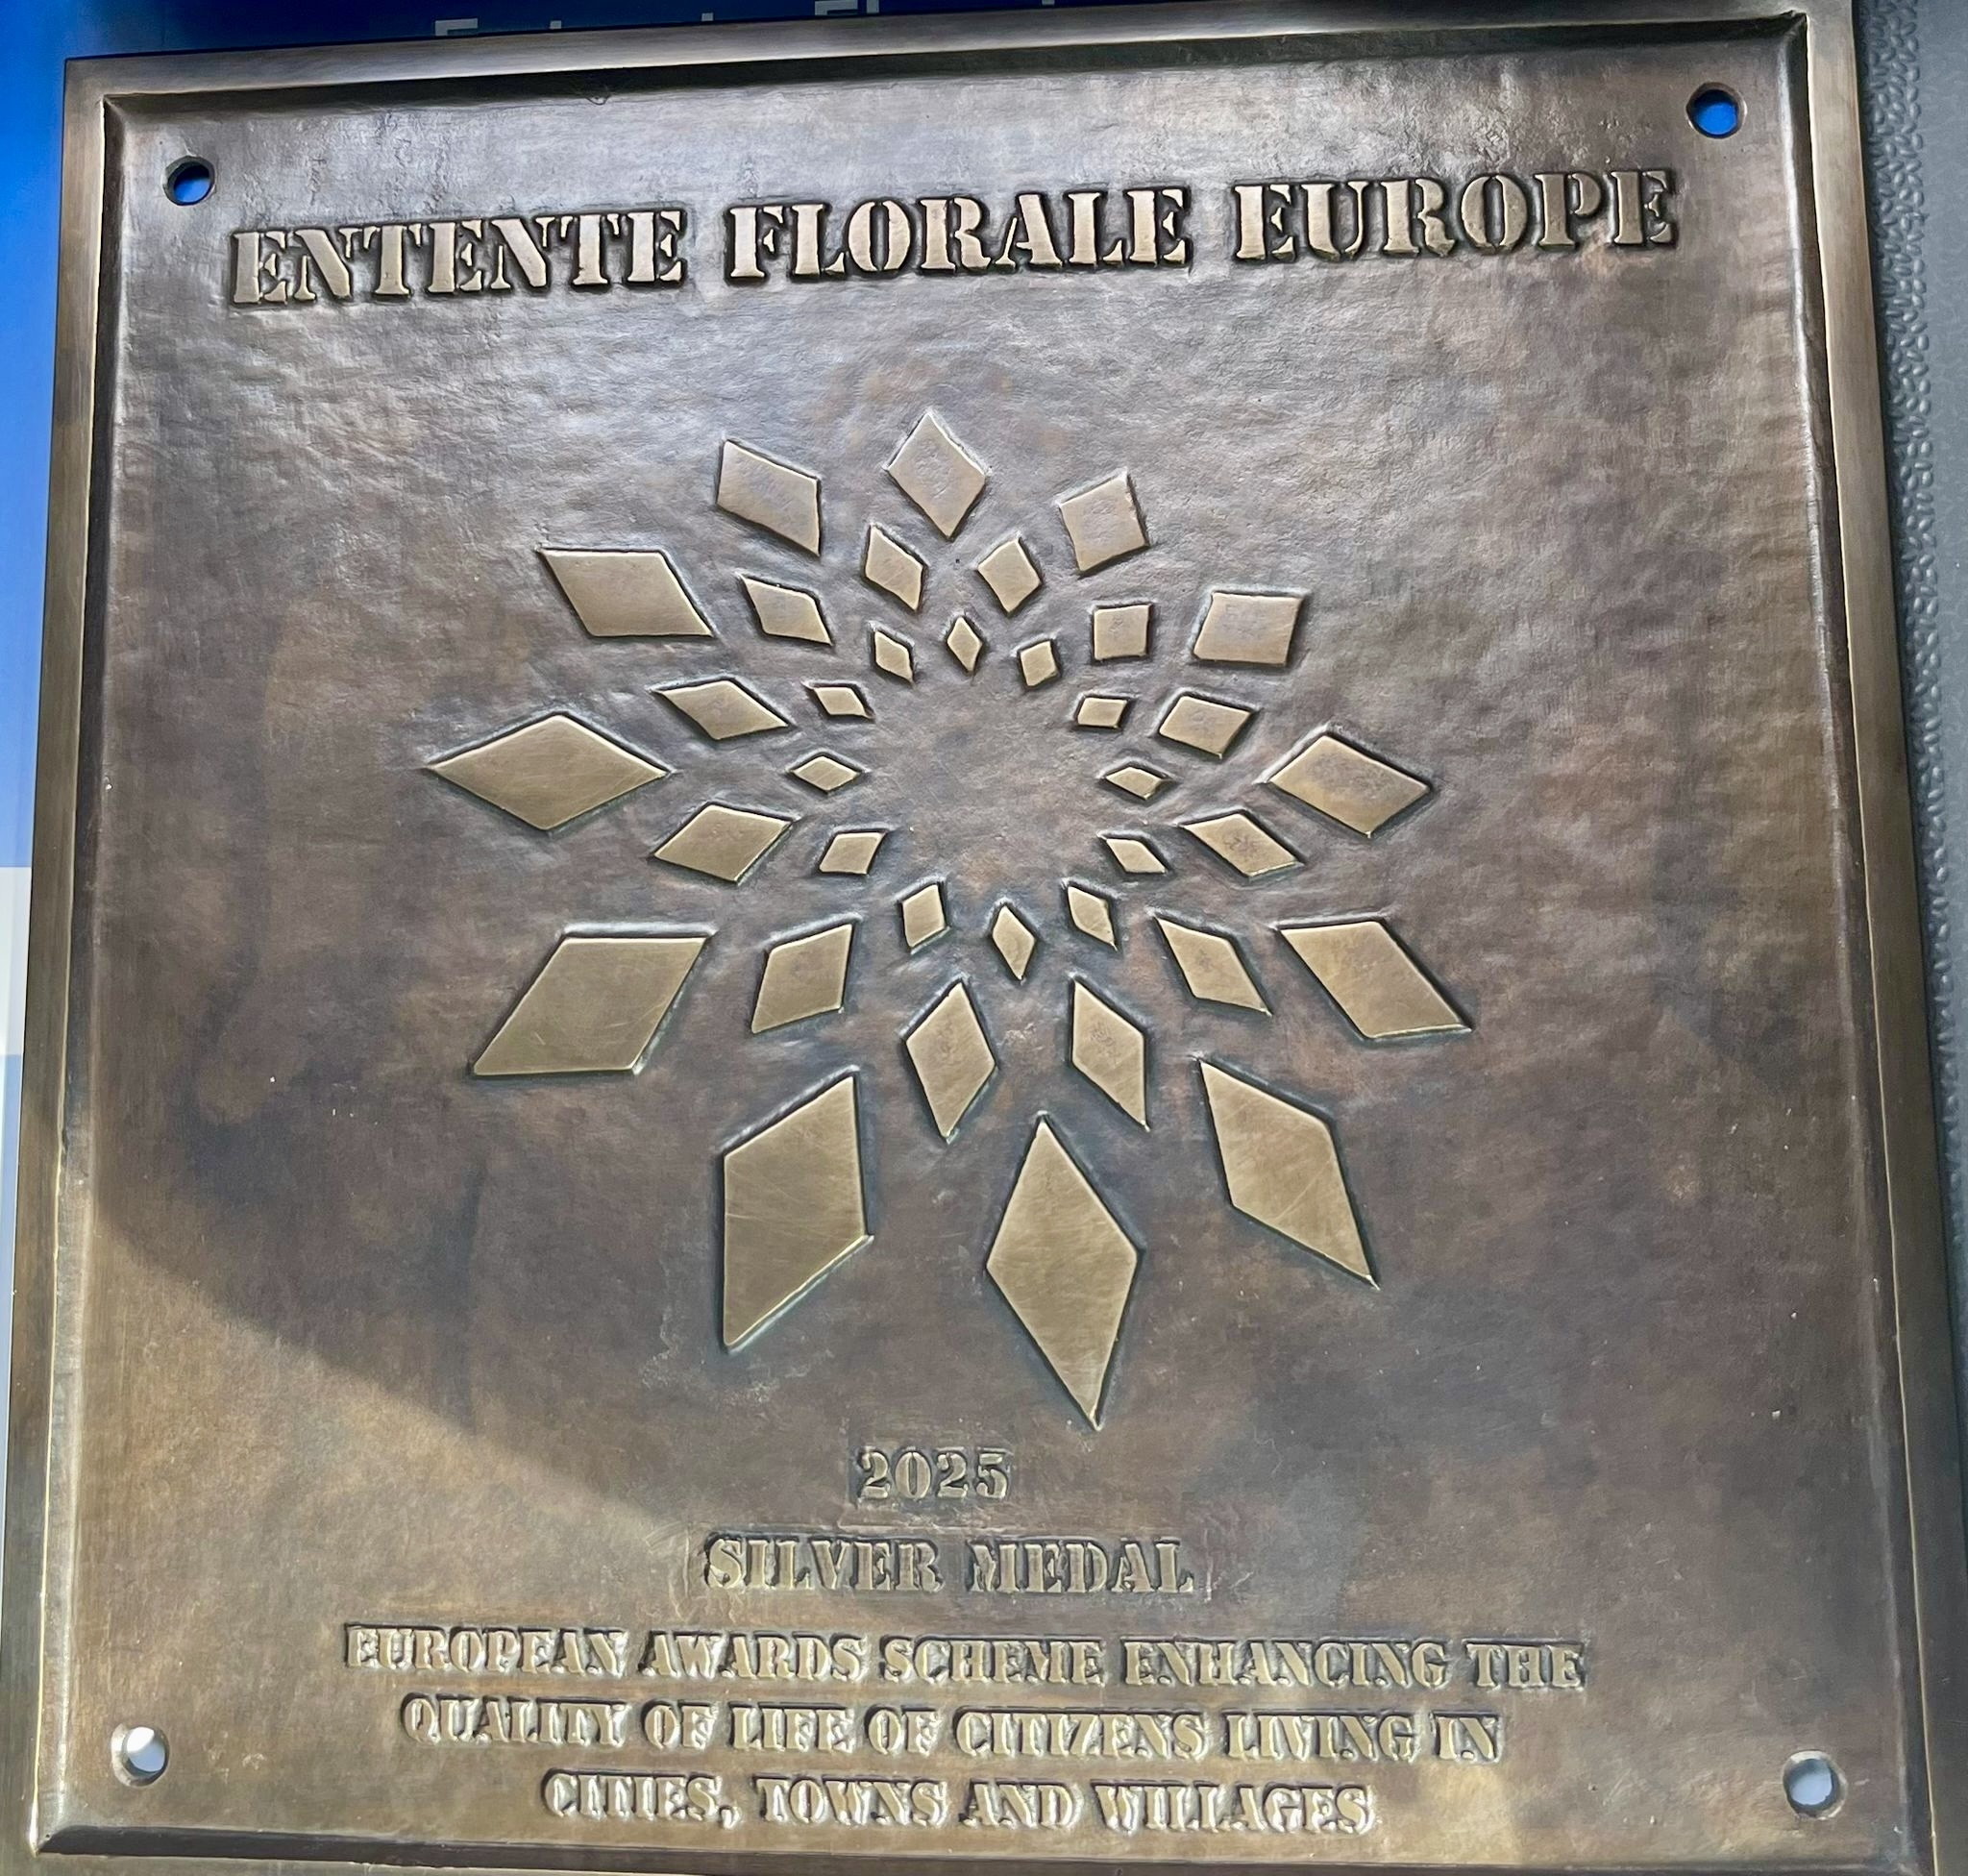 ENTENTE FLORALE EUROPE
2025
SILVER MEDAL
EUROPEAN AWARDS SCHEME ENHANCING THE
QUALITY OF LIFE OF CITIZENS LIVING IN
CITIES, TOWNS AND VILLAGES